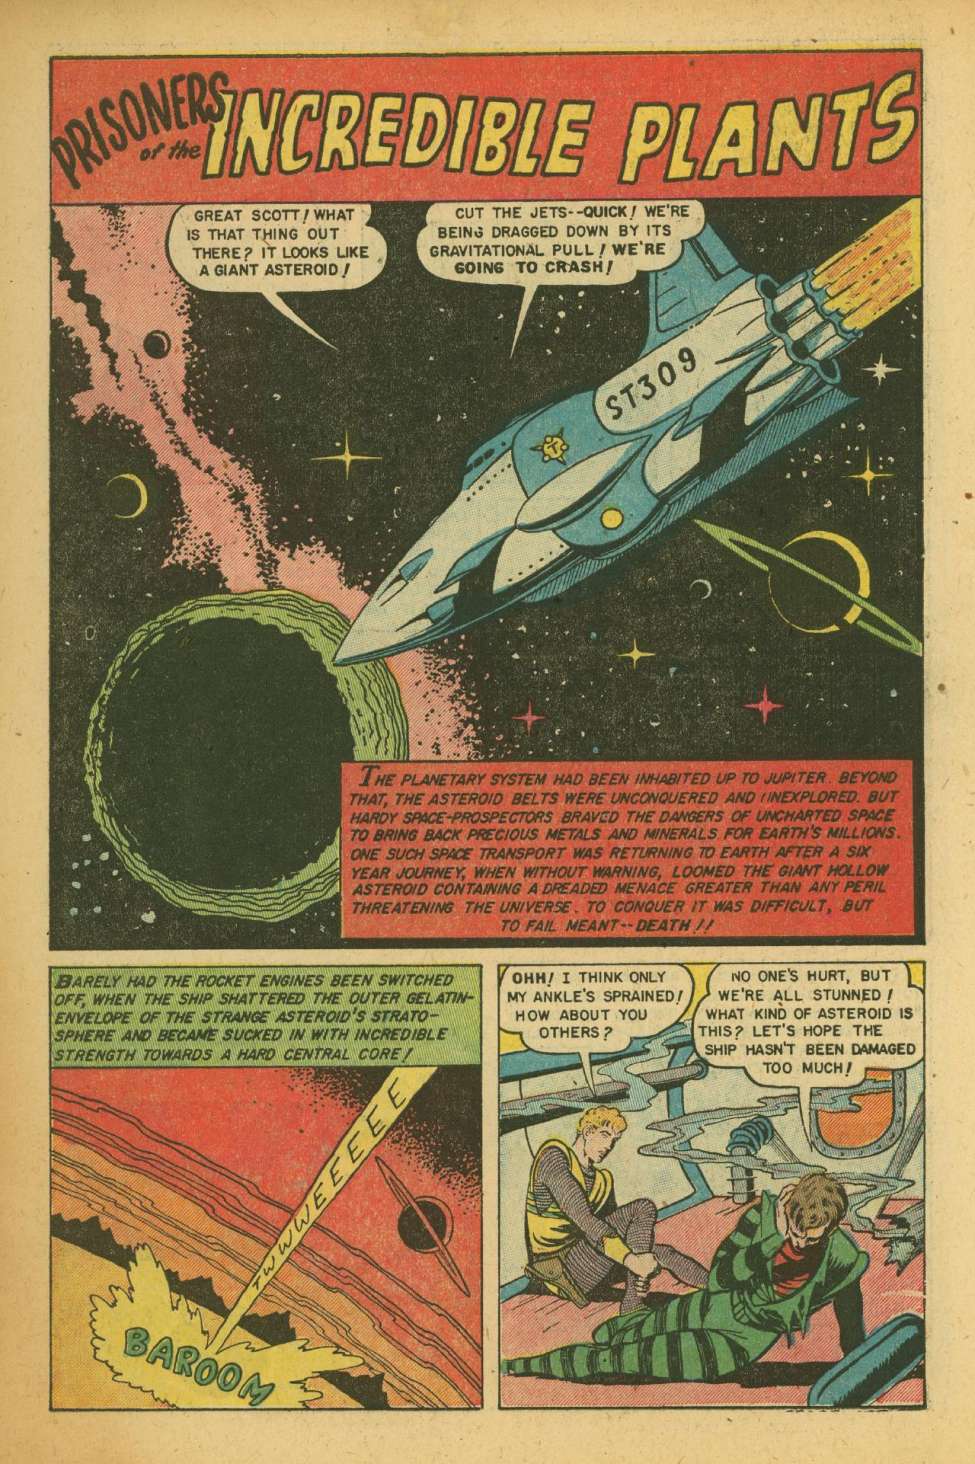 PRISONERS
of the
INCREDIBLE PLANTS
GREAT SCOTT! WHAT
IS THAT THING OUT
THERE? IT LOOKS LIKE
A GIANT ASTEROID!
CUT THE JETS--QUICK! WE'RE
BEING DRAGGED DOWN BY ITS
GRAVITATIONAL PULL! WE'RE
GOING TO CRASH!
ST309
T
THE PLANETARY SYSTEM HAD BEEN INHABITED UP TO JUPITER. BEYOND
THAT, THE ASTEROID BELTS WERE UNCONQUERED AND UNEXPLORED. BUT
HARDY SPACE-PROSPECTORS BRAVED THE DANGERS OF UNCHARTED SPACE
TO BRING BACK PRECIOUS METALS AND MINERALS FOR EARTH'S MILLIONS.
ONE SUCH SPACE TRANSPORT WAS RETURNING TO EARTH AFTER A SIX
YEAR JOURNEY, WHEN WITHOUT WARNING, LOOMED THE GIANT HOLLOW
ASTEROID CONTAINING A DREADED MENACE GREATER THAN ANY PERIL
THREATENING THE UNIVERSE. TO CONQUER IT WAS DIFFICULT, BUT
TO FAIL MEANT--DEATH!!
BARELY HAD THE ROCKET ENGINES BEEN SWITCHED
OFF, WHEN THE SHIP SHATTERED THE OUTER GELATIN-
ENVELOPE OF THE STRANGE ASTEROID'S STRATO-
SPHERE AND BECAME SUCKED IN WITH INCREDIBLE
STRENGTH TOWARDS A HARD CENTRAL CORE!
TWWWEEEEE
BAROOM
OHH! I THINK ONLY
MY ANKLE'S SPRAINED!
HOW ABOUT YOU
OTHERS?
NO ONE'S HURT, BUT
WE'RE ALL STUNNED!
WHAT KIND OF ASTEROID IS
THIS? LET'S HOPE THE
SHIP HASN'T BEEN DAMAGED
TOO MUCH!